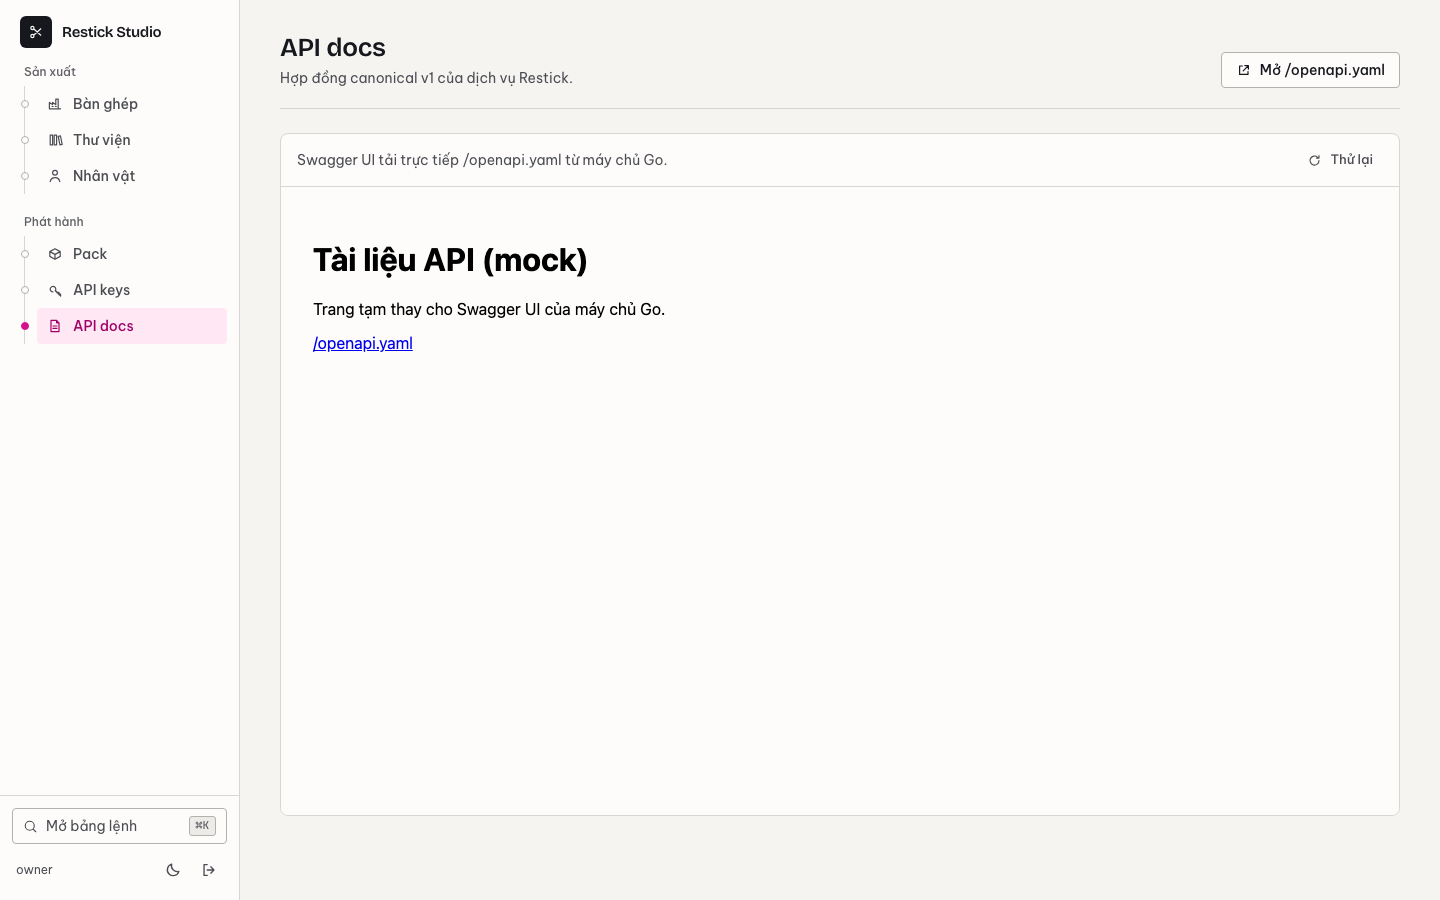 Restick Studio
Sản xuất
Bàn ghép
Thư viện
Nhân vật
Phát hành
Pack
API keys
API docs
Mở bảng lệnh
⌘K
owner
API docs
Hợp đồng canonical v1 của dịch vụ Restick.
Mở /openapi.yaml
Swagger UI tải trực tiếp /openapi.yaml từ máy chủ Go.
Thử lại
Tài liệu API (mock)
Trang tạm thay cho Swagger UI của máy chủ Go.
/openapi.yaml